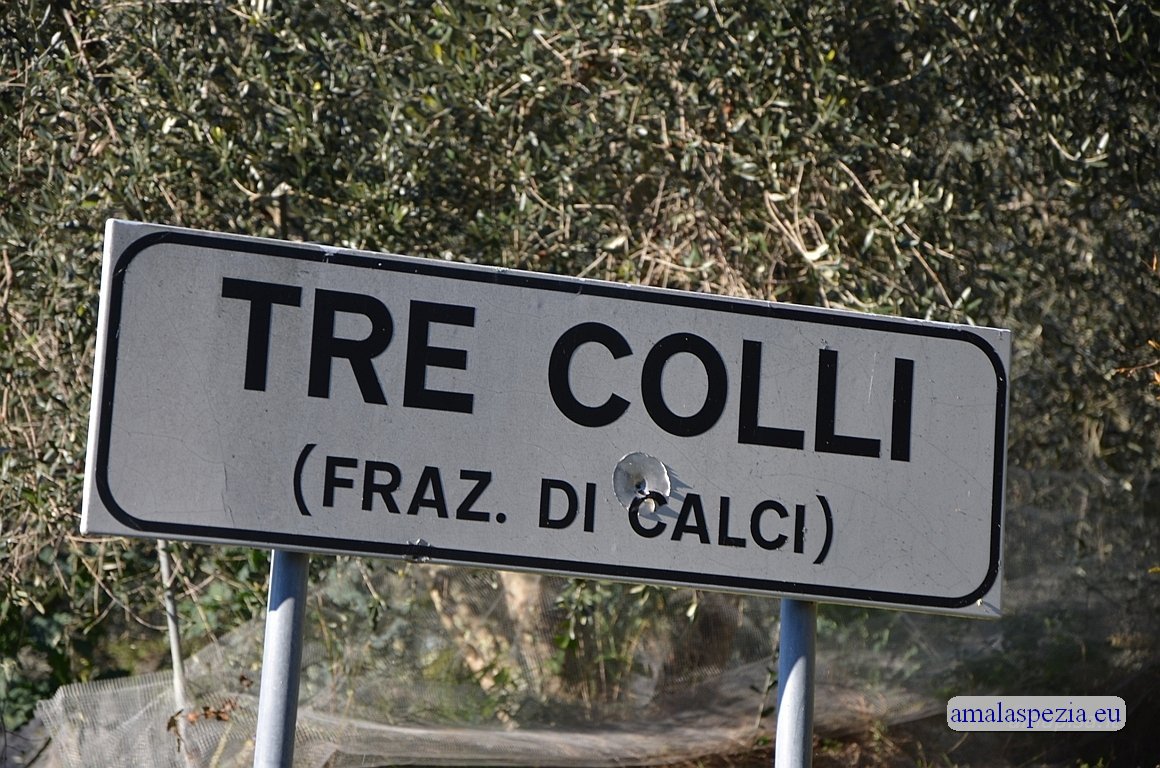 TRE COLLI
(FRAZ. DI CALCI)
amalaspezia.eu